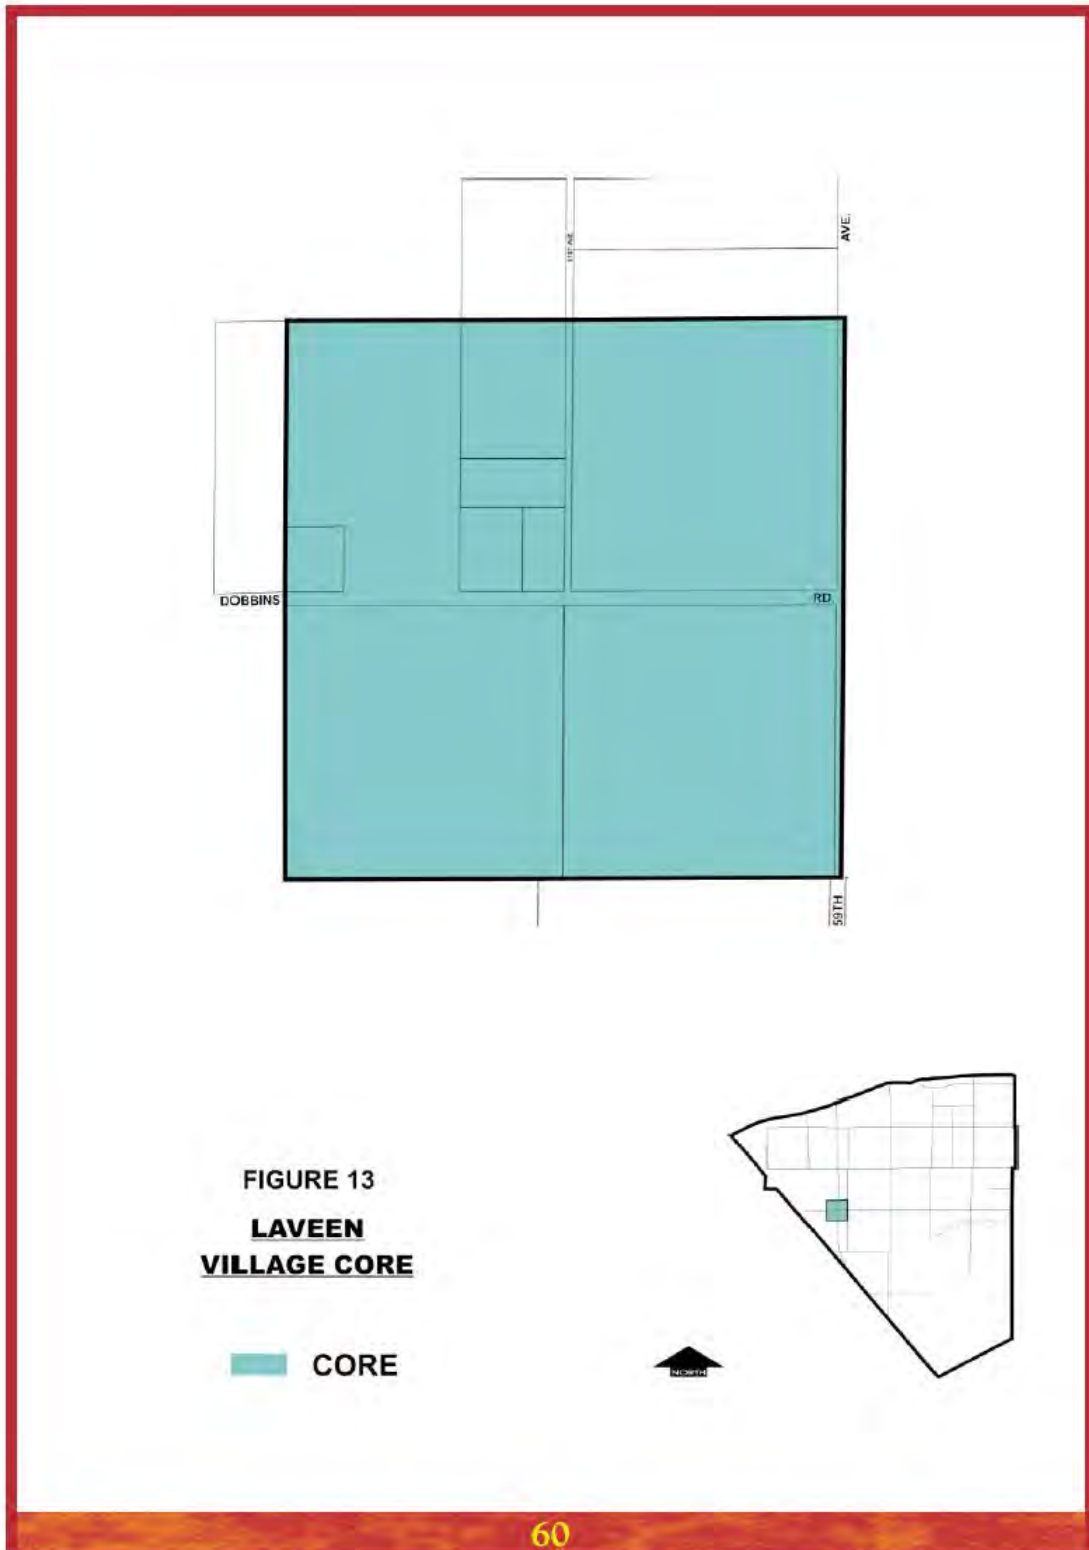 AVE.
DOBBINS
RD.
59TH
FIGURE 13
LAVEEN
VILLAGE CORE
CORE
NORTH
60